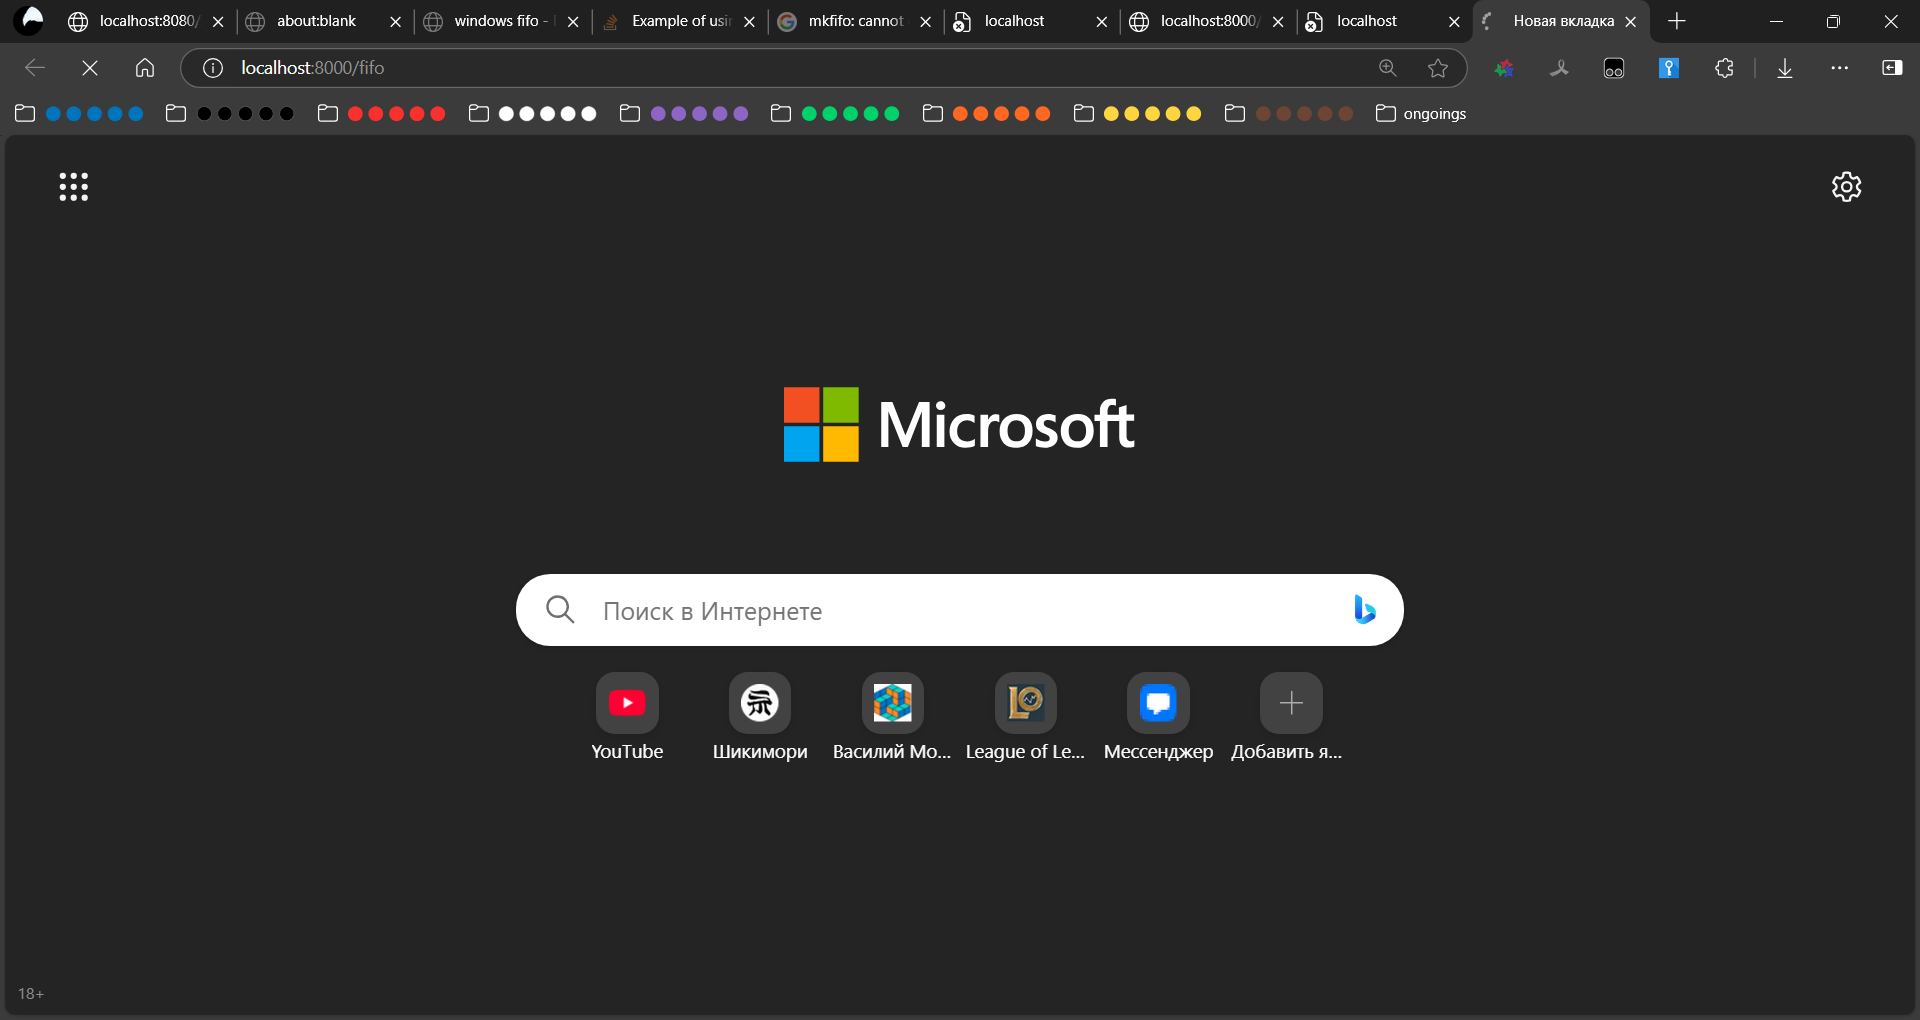 localhost:8080/
about:blank
windows fifo -
Example of usi
mkfifo: cannot
localhost
localhost:8000/
localhost
Новая вкладка
localhost:8000/fifo
ongoings
Microsoft
Поиск в Интернете
YouTube
Шикимори
Василий Мо...
League of Le...
Мессенджер
Добавить я...
18+